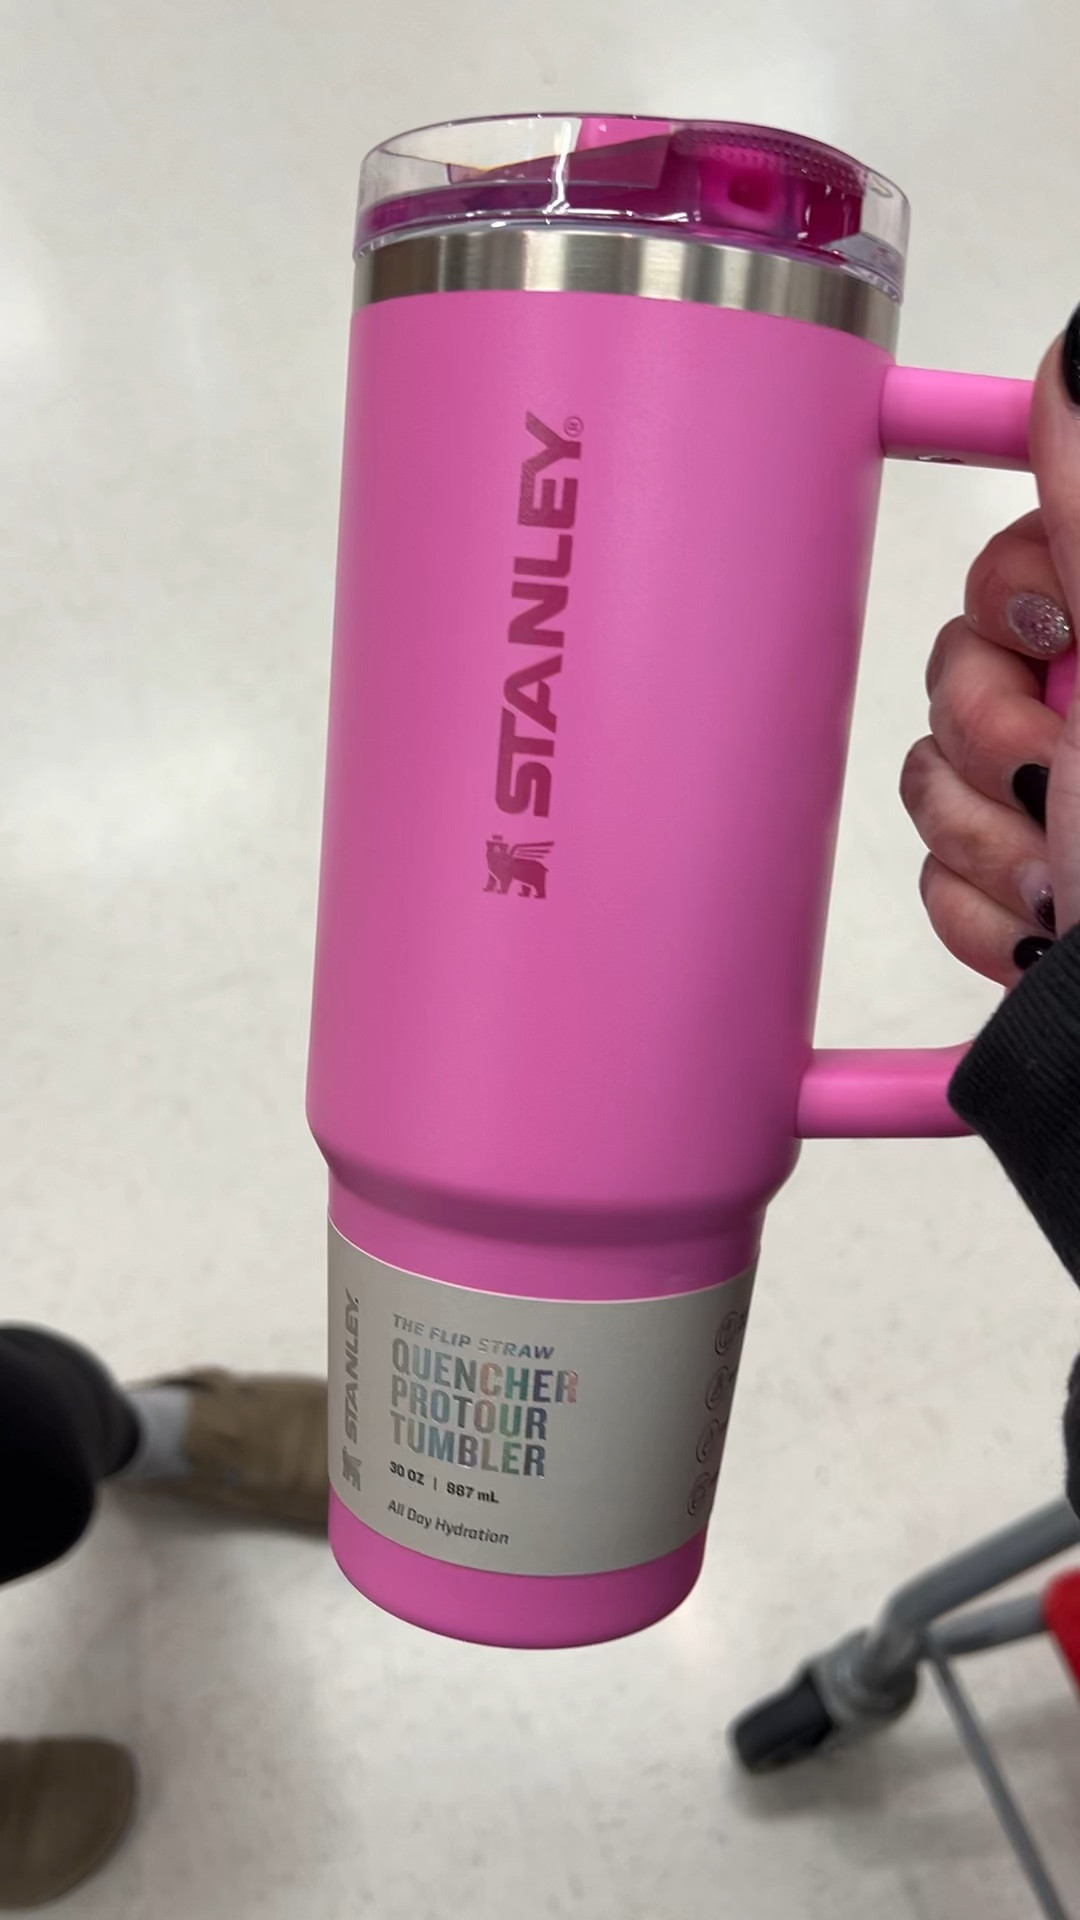 STANLEY®
STANLEY.
THE FLIP STRAW
QUENCHER
PROTOUR
TUMBLER
30 OZ | 887 mL
All Day Hydration